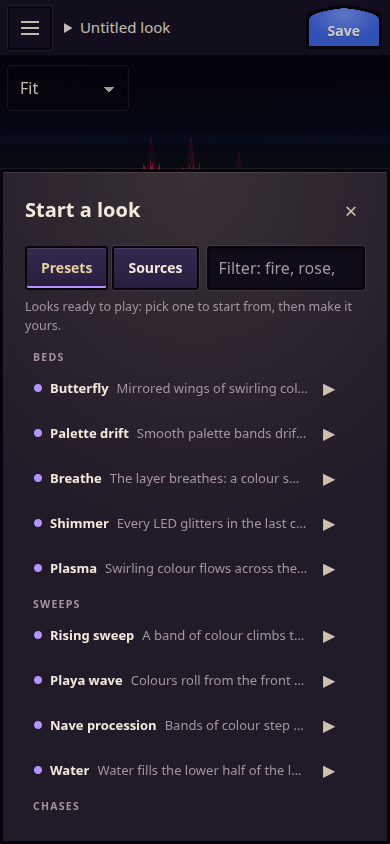 Untitled look
Save
Fit
Start a look
×
Presets
Sources
Filter: fire, rose,
Looks ready to play: pick one to start from, then make it
yours.
BEDS
Butterfly Mirrored wings of swirling col...
Palette drift Smooth palette bands drif...
Breathe The layer breathes: a colour s...
Shimmer Every LED glitters in the last c...
Plasma Swirling colour flows across the...
SWEEPS
Rising sweep A band of colour climbs t...
Playa wave Colours roll from the front ...
Nave procession Bands of colour step ...
Water Water fills the lower half of the l...
CHASES